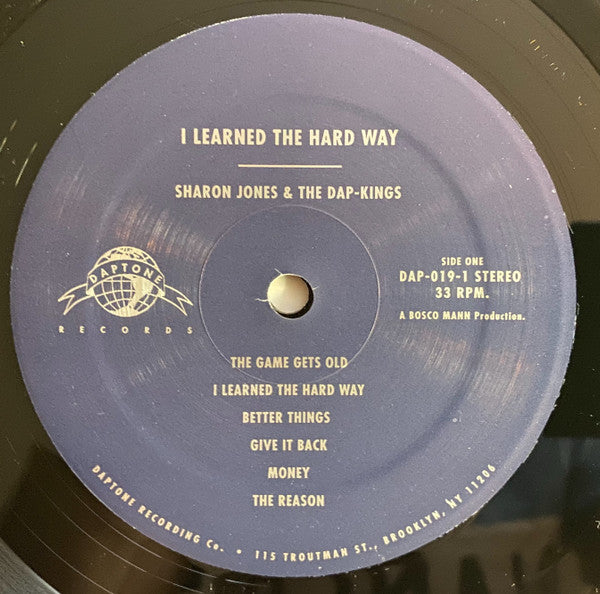 I LEARNED THE HARD WAY
SHARON JONES & THE DAP-KINGS
DAPTONE
RECORDS
SIDE ONE
DAP-019-1 STEREO
33 RPM.
A BOSCO MANN Production.
THE GAME GETS OLD
I LEARNED THE HARD WAY
BETTER THINGS
GIVE IT BACK
MONEY
THE REASON
DAPTONE RECORDING Co. • 115 TROUTMAN ST., BROOKLYN, NY 11206